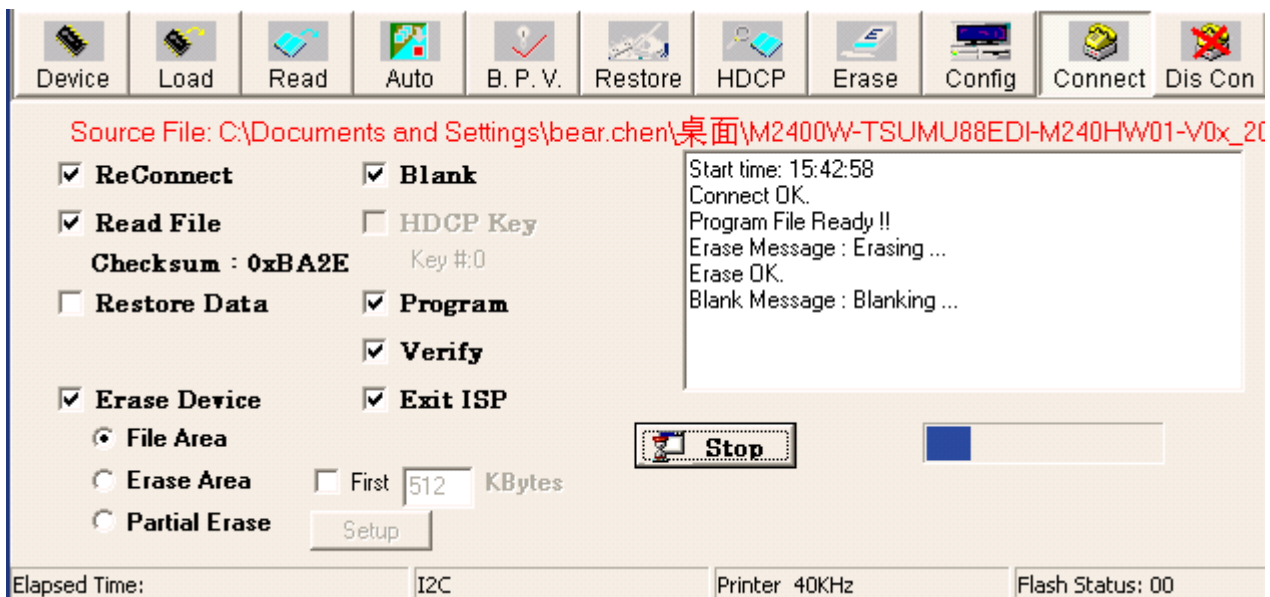 Device Load Read Auto B. P. V. Restore HDCP Erase Config Connect Dis Con
Source File: C:\Documents and Settings\bear.chen\桌面\M2400W-TSUMU88EDI-M240HW01-V0x_20
ReConnect
Blank
Read File
HDCP Key
Checksum : 0xBA2E
Key #:0
Restore Data
Program
Verify
Erase Device
Exit ISP
File Area
Erase Area
First 512 KBytes
Partial Erase
Setup
Start time: 15:42:58
Connect OK.
Program File Ready !!
Erase Message : Erasing ...
Erase OK.
Blank Message : Blanking ...
Stop
Elapsed Time: I2C Printer 40KHz Flash Status: 00